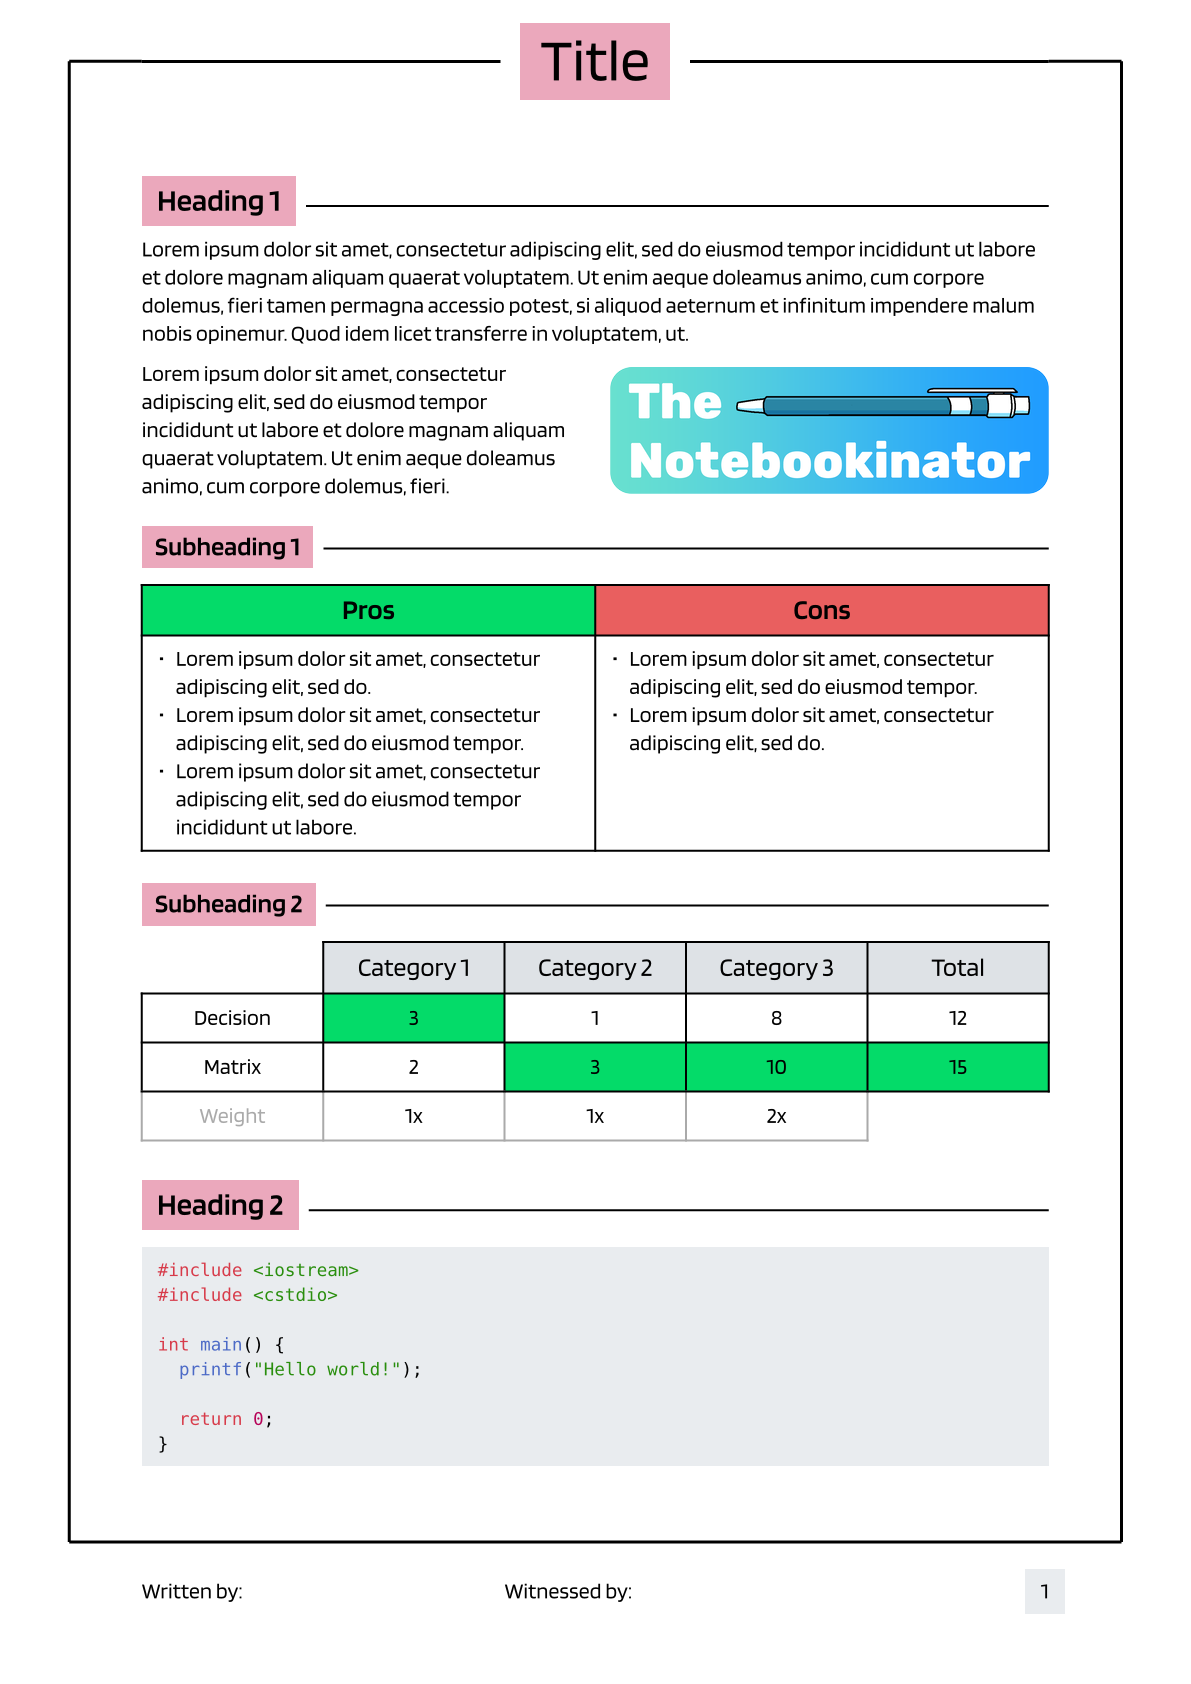 Title
Heading 1
Lorem ipsum dolor sit amet, consectetur adipiscing elit, sed do eiusmod tempor incididunt ut labore
et dolore magnam aliquam quaerat voluptatem. Ut enim aeque doleamus animo, cum corpore
dolemus, fieri tamen permagna accessio potest, si aliquod aeternum et infinitum impendere malum
nobis opinemur. Quod idem licet transferre in voluptatem, ut.
Lorem ipsum dolor sit amet, consectetur
adipiscing elit, sed do eiusmod tempor
incididunt ut labore et dolore magnam aliquam
quaerat voluptatem. Ut enim aeque doleamus
animo, cum corpore dolemus, fieri.
The
Notebookinator
Subheading 1
Pros
Cons
• Lorem ipsum dolor sit amet, consectetur
adipiscing elit, sed do.
• Lorem ipsum dolor sit amet, consectetur
adipiscing elit, sed do eiusmod tempor.
• Lorem ipsum dolor sit amet, consectetur
adipiscing elit, sed do eiusmod tempor
incididunt ut labore.
• Lorem ipsum dolor sit amet, consectetur
adipiscing elit, sed do eiusmod tempor.
• Lorem ipsum dolor sit amet, consectetur
adipiscing elit, sed do.
Subheading 2
Category 1 Category 2 Category 3 Total
Decision 3 1 8 12
Matrix 2 3 10 15
Weight 1x 1x 2x
Heading 2
#include <iostream>
#include <cstdio>
int main() {
  printf("Hello world!");
  return 0;
}
Written by: Witnessed by: 1